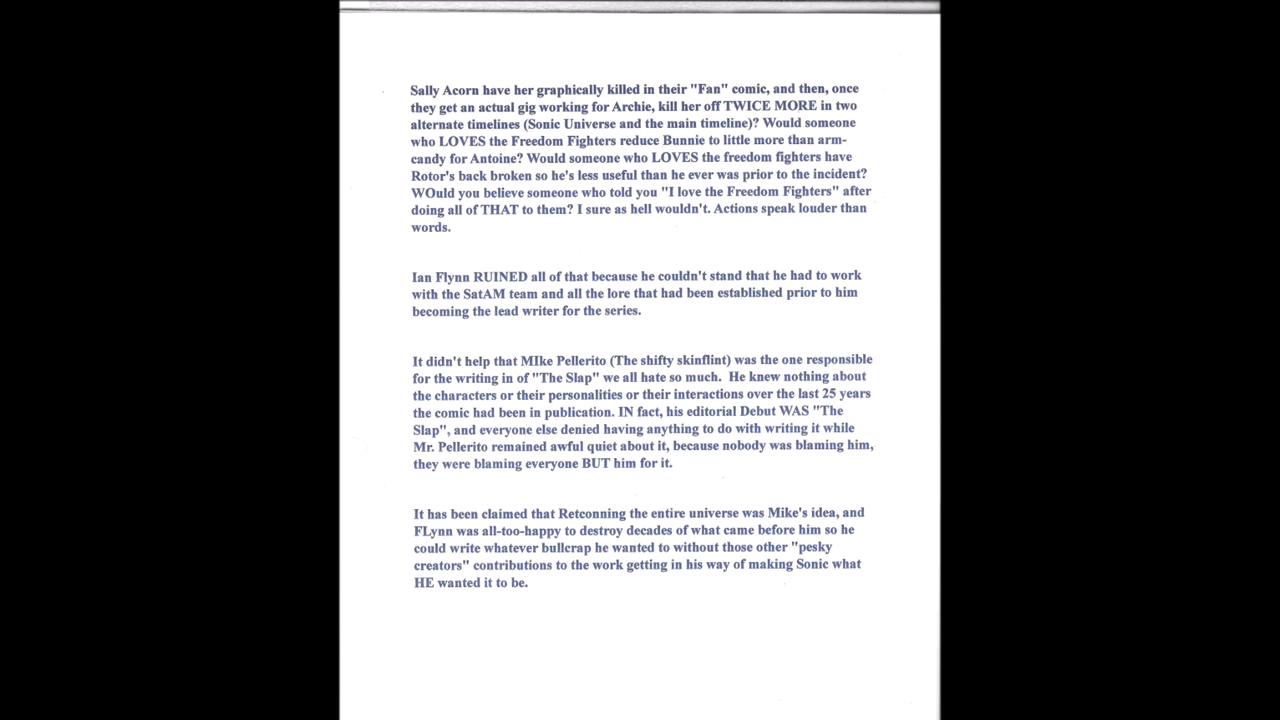 Sally Acorn have her graphically killed in their "Fan" comic, and then, once
they get an actual gig working for Archie, kill her off TWICE MORE in two
alternate timelines (Sonic Universe and the main timeline)? Would someone
who LOVES the Freedom Fighters reduce Bunnie to little more than arm-
candy for Antoine? Would someone who LOVES the freedom fighters have
Rotor's back broken so he's less useful than he ever was prior to the incident?
WOuld you believe someone who told you "I love the Freedom Fighters" after
doing all of THAT to them? I sure as hell wouldn't. Actions speak louder than
words.
Ian Flynn RUINED all of that because he couldn't stand that he had to work
with the SatAM team and all the lore that had been established prior to him
becoming the lead writer for the series.
It didn't help that MIke Pellerito (The shifty skinflint) was the one responsible
for the writing in of "The Slap" we all hate so much.  He knew nothing about
the characters or their personalities or their interactions over the last 25 years
the comic had been in publication. IN fact, his editorial Debut WAS "The
Slap", and everyone else denied having anything to do with writing it while
Mr. Pellerito remained awful quiet about it, because nobody was blaming him,
they were blaming everyone BUT him for it.
It has been claimed that Retconning the entire universe was Mike's idea, and
FLynn was all-too-happy to destroy decades of what came before him so he
could write whatever bullcrap he wanted to without those other "pesky
creators" contributions to the work getting in his way of making Sonic what
HE wanted it to be.